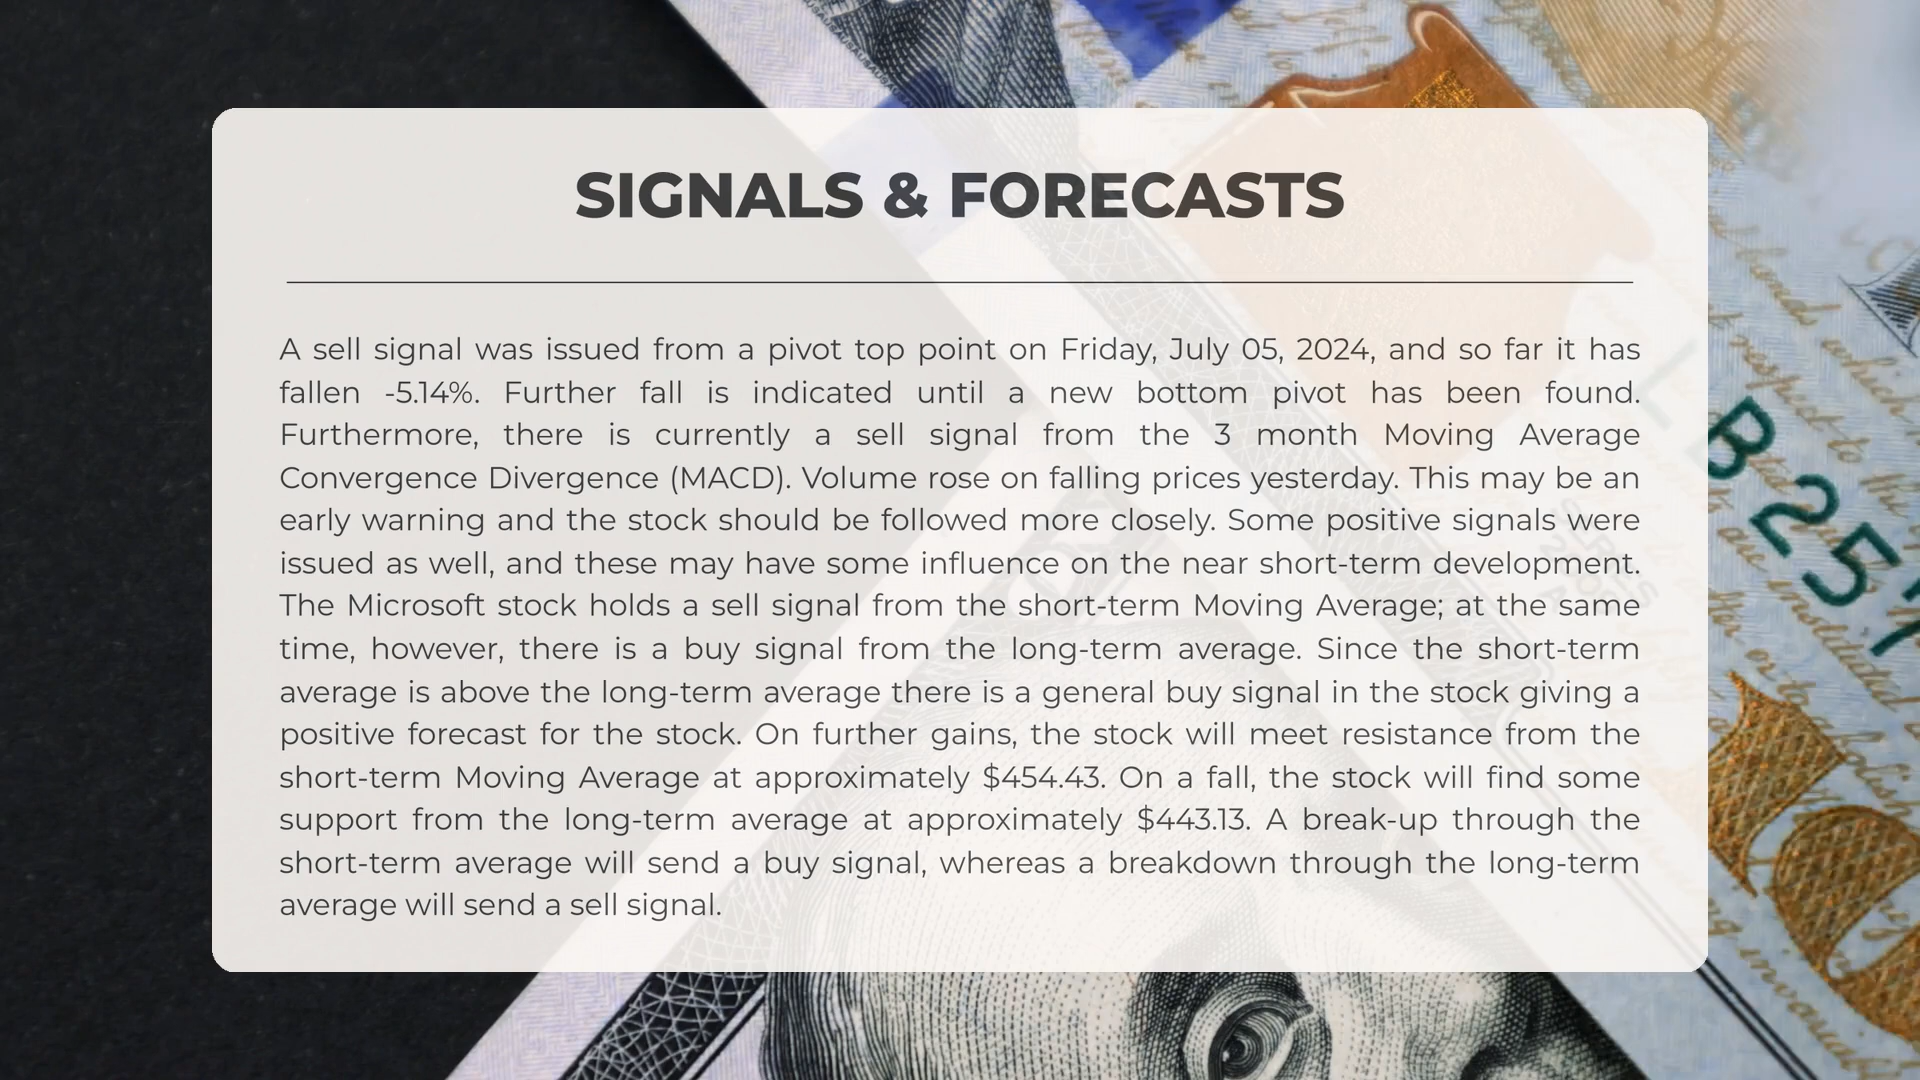 SIGNALS & FORECASTS
A sell signal was issued from a pivot top point on Friday, July 05, 2024, and so far it has
fallen -5.14%. Further fall is indicated until a new bottom pivot has been found.
Furthermore, there is currently a sell signal from the 3 month Moving Average
Convergence Divergence (MACD). Volume rose on falling prices yesterday. This may be an
early warning and the stock should be followed more closely. Some positive signals were
issued as well, and these may have some influence on the near short-term development.
The Microsoft stock holds a sell signal from the short-term Moving Average; at the same
time, however, there is a buy signal from the long-term average. Since the short-term
average is above the long-term average there is a general buy signal in the stock giving a
positive forecast for the stock. On further gains, the stock will meet resistance from the
short-term Moving Average at approximately $454.43. On a fall, the stock will find some
support from the long-term average at approximately $443.13. A break-up through the
short-term average will send a buy signal, whereas a breakdown through the long-term
average will send a sell signal.